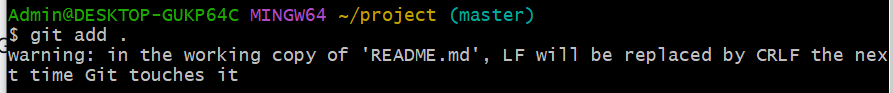 Admin@DESKTOP-GUKP64C MINGW64 ~/project (master)
$ git add .
warning: in the working copy of 'README.md', LF will be replaced by CRLF the nex
t time Git touches it